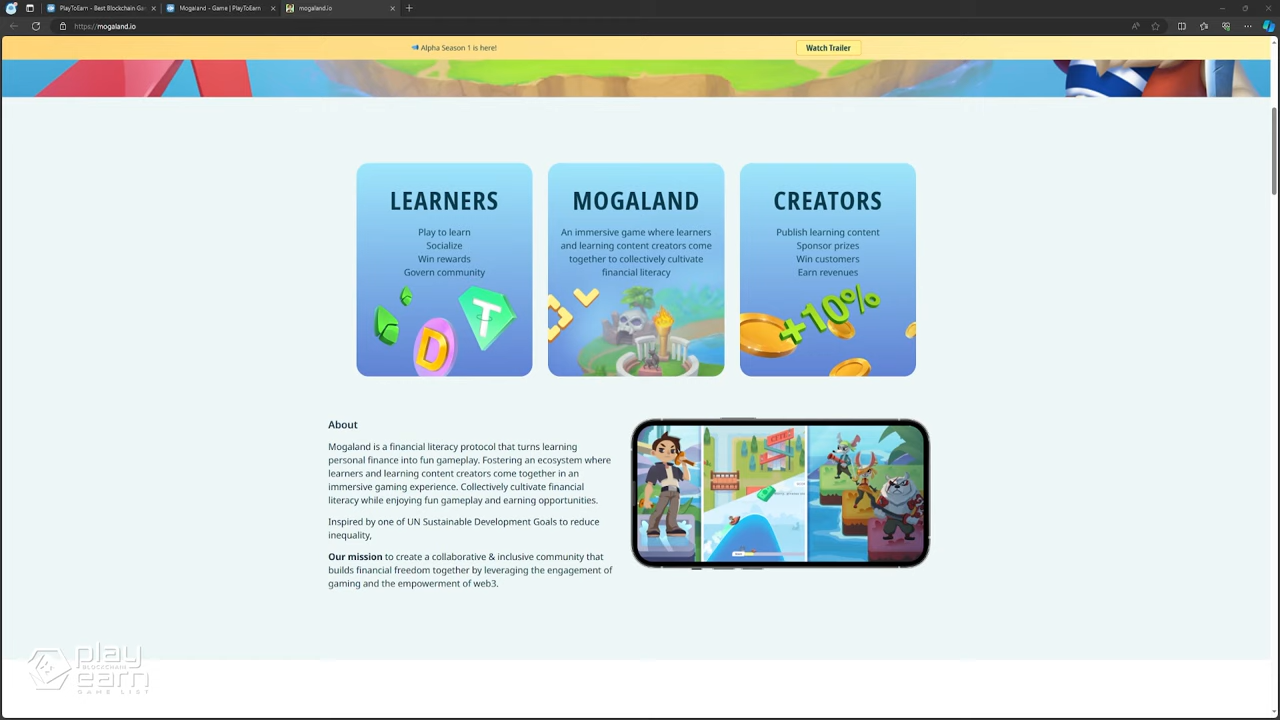 PlayToEarn - Best Blockchain Ga
Mogaland - Game | PlayToEarn
mogaland.io
https://mogaland.io
Alpha Season 1 is here!
Watch Trailer
LEARNERS
Play to learn
Socialize
Win rewards
Govern community
T
D
MOGALAND
An immersive game where learners
and learning content creators come
together to collectively cultivate
financial literacy
CREATORS
Publish learning content
Sponsor prizes
Win customers
Earn revenues
+10%
About
Mogaland is a financial literacy protocol that turns learning
personal finance into fun gameplay. Fostering an ecosystem where
learners and learning content creators come together in an
immersive gaming experience. Collectively cultivate financial
literacy while enjoying fun gameplay and earning opportunities.
Inspired by one of UN Sustainable Development Goals to reduce
inequality,
Our mission to create a collaborative & inclusive community that
builds financial freedom together by leveraging the engagement of
gaming and the empowerment of web3.
play
BLOCKCHAIN
earn
GAME LIST